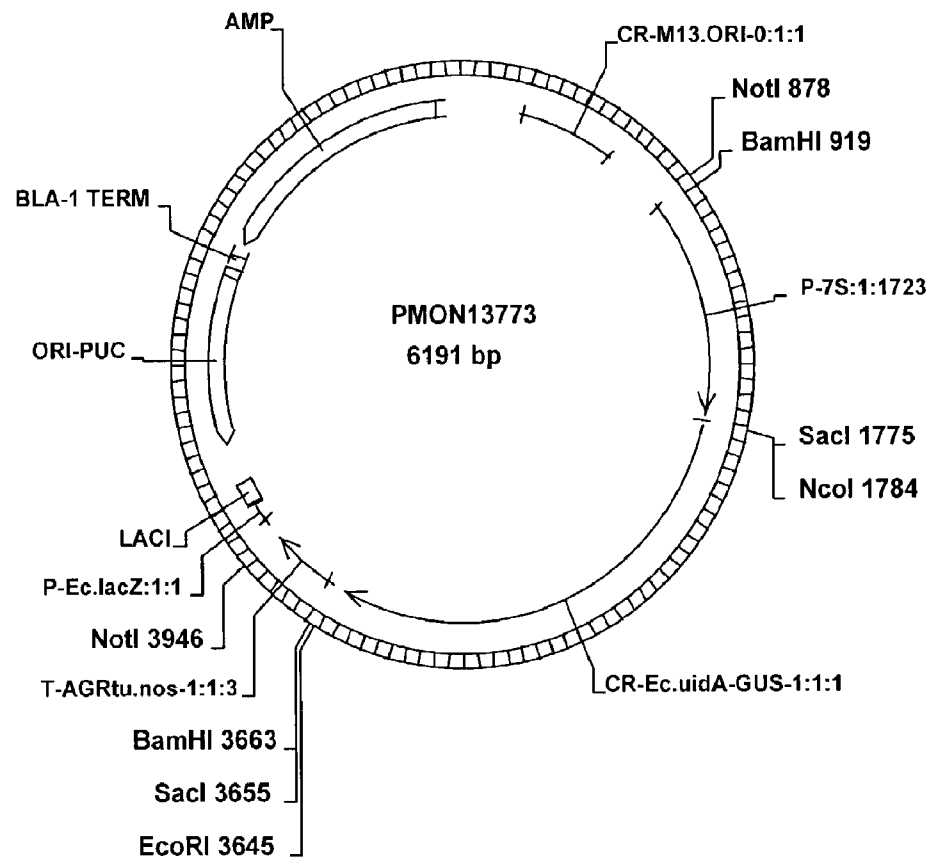 AMP
CR-M13.ORI-0:1:1
NotI 878
BamHI 919
BLA-1 TERM
P-7S:1:1723
PMON13773
6191 bp
ORI-PUC
SacI 1775
NcoI 1784
LACI
P-Ec.lacZ:1:1
NotI 3946
T-AGRtu.nos-1:1:3
CR-Ec.uidA-GUS-1:1:1
BamHI 3663
SacI 3655
EcoRI 3645